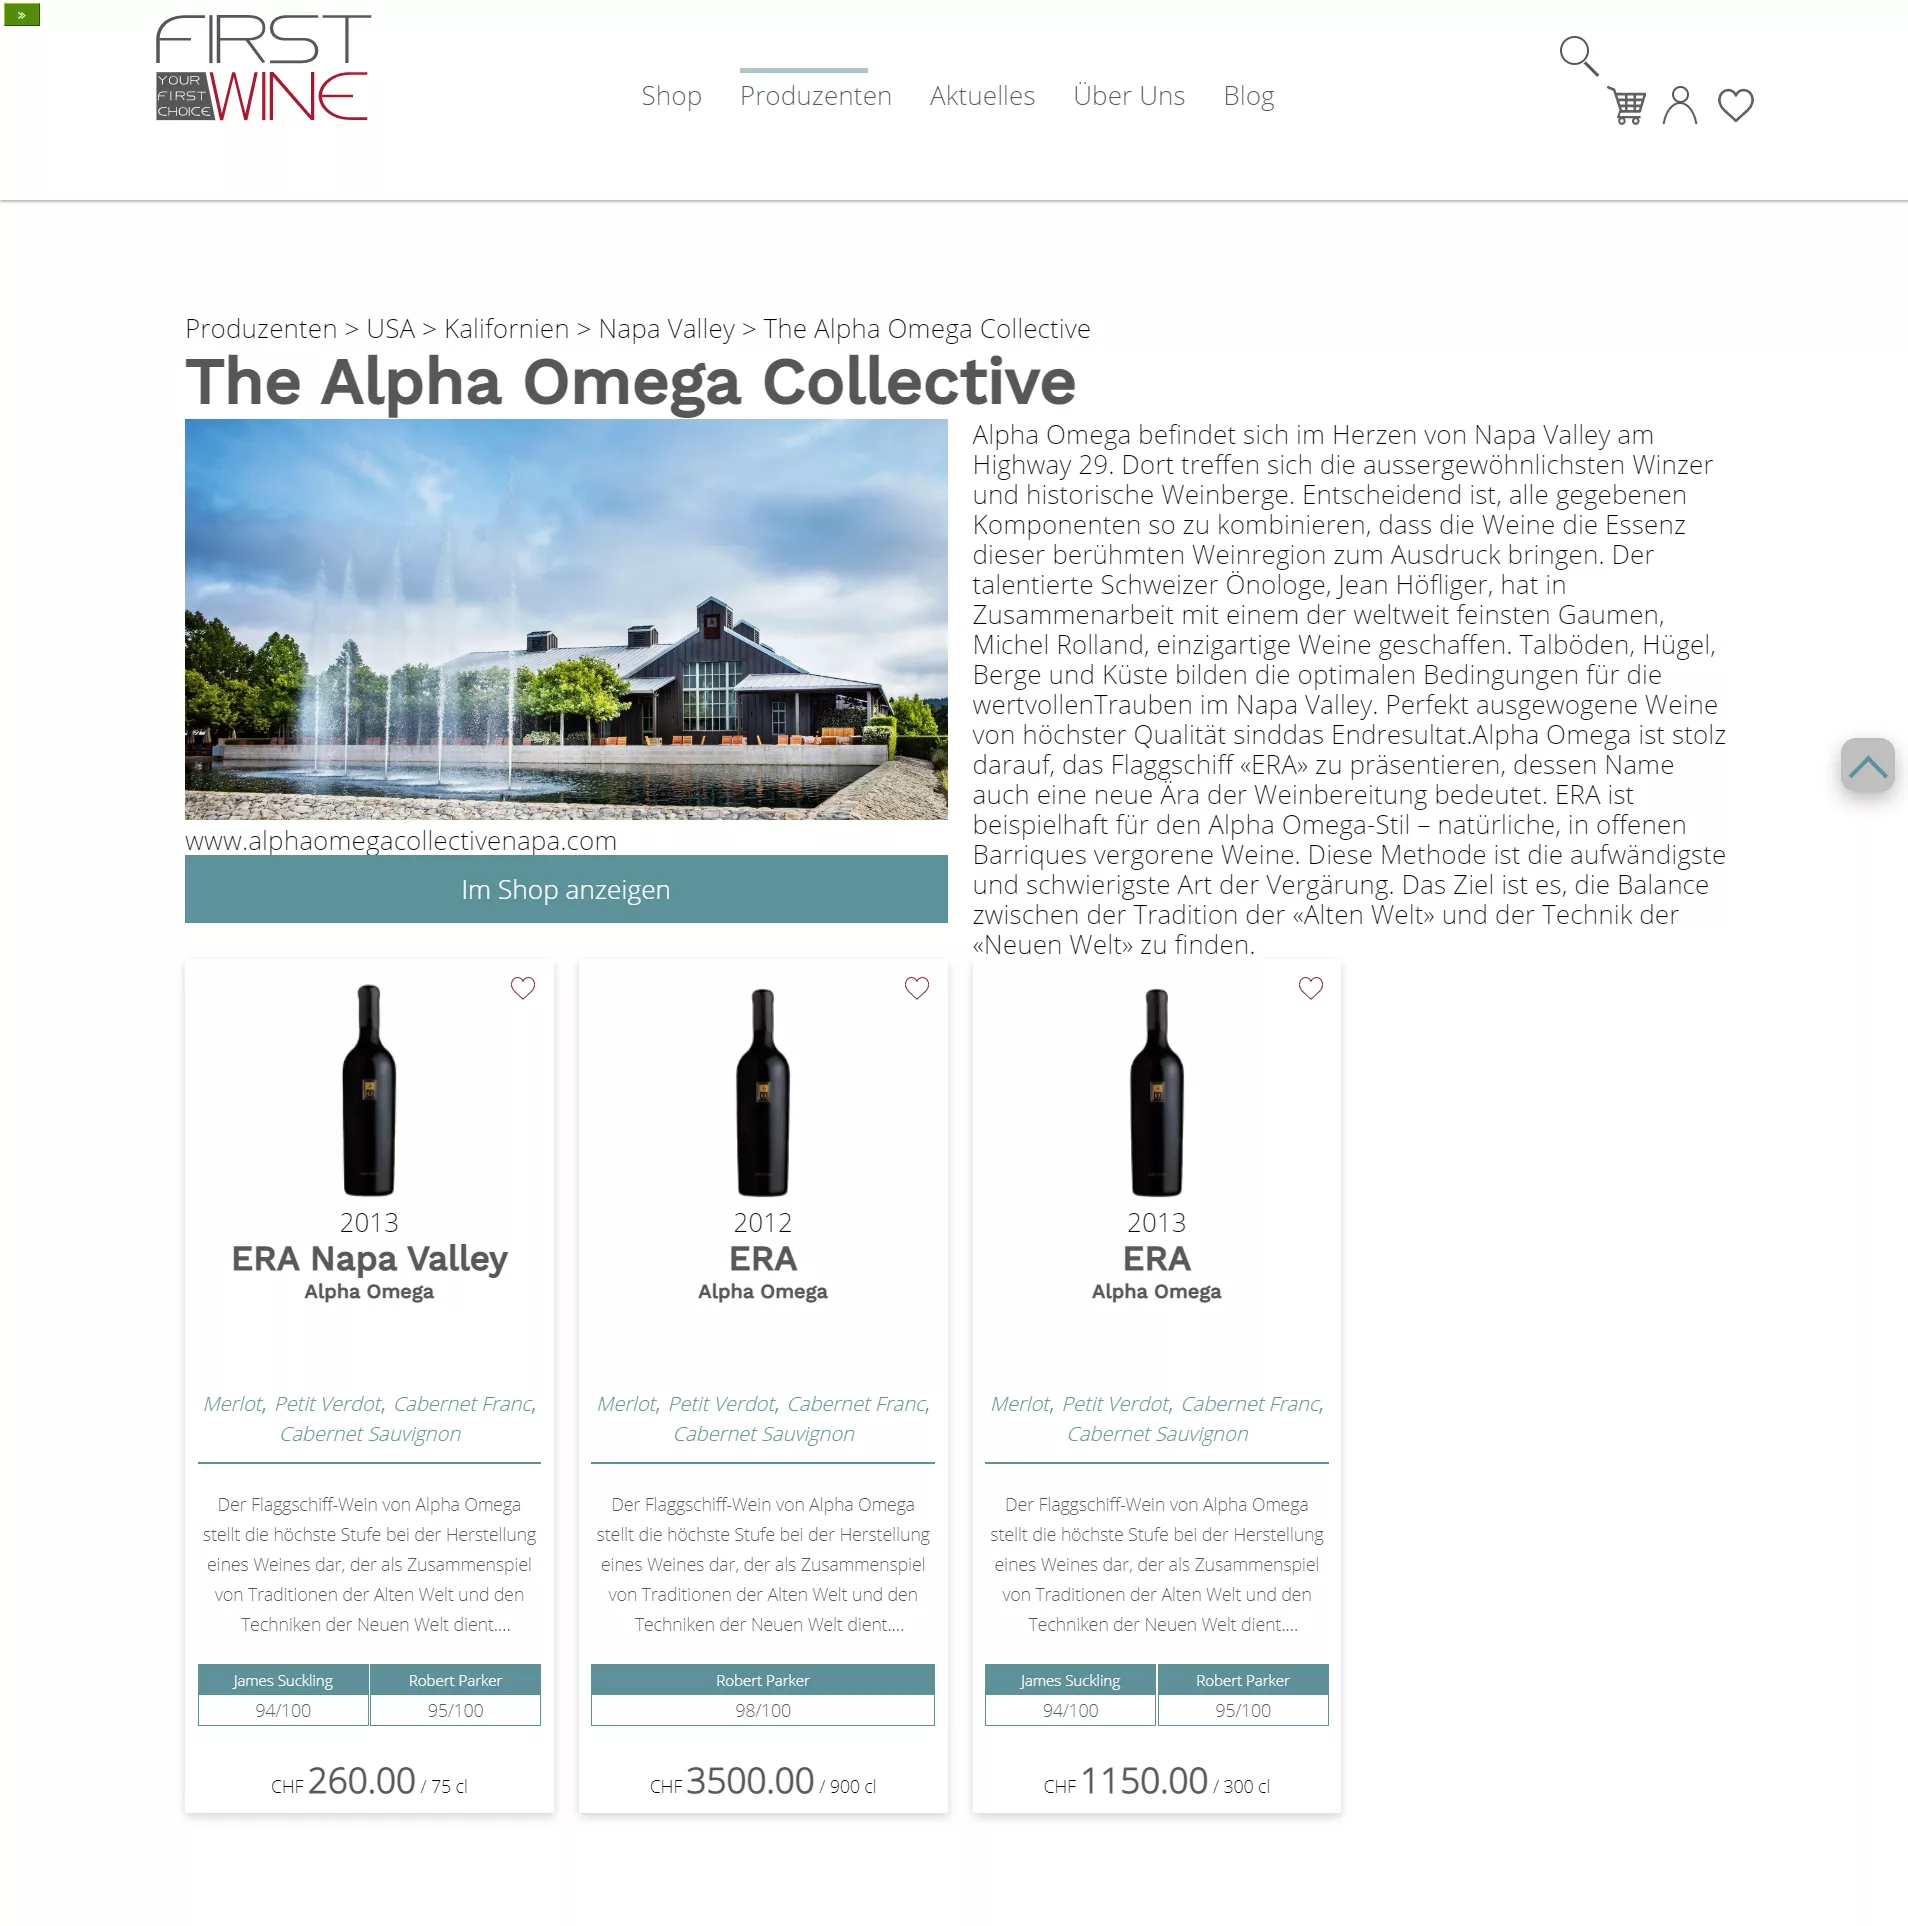 »
FIRST
YOUR
FIRST
CHOICE
WINE
Shop
Produzenten
Aktuelles
Über Uns
Blog
Produzenten > USA > Kalifornien > Napa Valley > The Alpha Omega Collective
The Alpha Omega Collective
www.alphaomegacollectivenapa.com
Im Shop anzeigen
Alpha Omega befindet sich im Herzen von Napa Valley am
Highway 29. Dort treffen sich die aussergewöhnlichsten Winzer
und historische Weinberge. Entscheidend ist, alle gegebenen
Komponenten so zu kombinieren, dass die Weine die Essenz
dieser berühmten Weinregion zum Ausdruck bringen. Der
talentierte Schweizer Önologe, Jean Höfliger, hat in
Zusammenarbeit mit einem der weltweit feinsten Gaumen,
Michel Rolland, einzigartige Weine geschaffen. Talböden, Hügel,
Berge und Küste bilden die optimalen Bedingungen für die
wertvollenTrauben im Napa Valley. Perfekt ausgewogene Weine
von höchster Qualität sinddas Endresultat.Alpha Omega ist stolz
darauf, das Flaggschiff «ERA» zu präsentieren, dessen Name
auch eine neue Ära der Weinbereitung bedeutet. ERA ist
beispielhaft für den Alpha Omega-Stil – natürliche, in offenen
Barriques vergorene Weine. Diese Methode ist die aufwändigste
und schwierigste Art der Vergärung. Das Ziel ist es, die Balance
zwischen der Tradition der «Alten Welt» und der Technik der
«Neuen Welt» zu finden.
2013
ERA Napa Valley
Alpha Omega
Merlot, Petit Verdot, Cabernet Franc,
Cabernet Sauvignon
Der Flaggschiff-Wein von Alpha Omega
stellt die höchste Stufe bei der Herstellung
eines Weines dar, der als Zusammenspiel
von Traditionen der Alten Welt und den
Techniken der Neuen Welt dient....
James Suckling
94/100
Robert Parker
95/100
CHF 260.00 / 75 cl
2012
ERA
Alpha Omega
Merlot, Petit Verdot, Cabernet Franc,
Cabernet Sauvignon
Der Flaggschiff-Wein von Alpha Omega
stellt die höchste Stufe bei der Herstellung
eines Weines dar, der als Zusammenspiel
von Traditionen der Alten Welt und den
Techniken der Neuen Welt dient....
Robert Parker
98/100
CHF 3500.00 / 900 cl
2013
ERA
Alpha Omega
Merlot, Petit Verdot, Cabernet Franc,
Cabernet Sauvignon
Der Flaggschiff-Wein von Alpha Omega
stellt die höchste Stufe bei der Herstellung
eines Weines dar, der als Zusammenspiel
von Traditionen der Alten Welt und den
Techniken der Neuen Welt dient....
James Suckling
94/100
Robert Parker
95/100
CHF 1150.00 / 300 cl